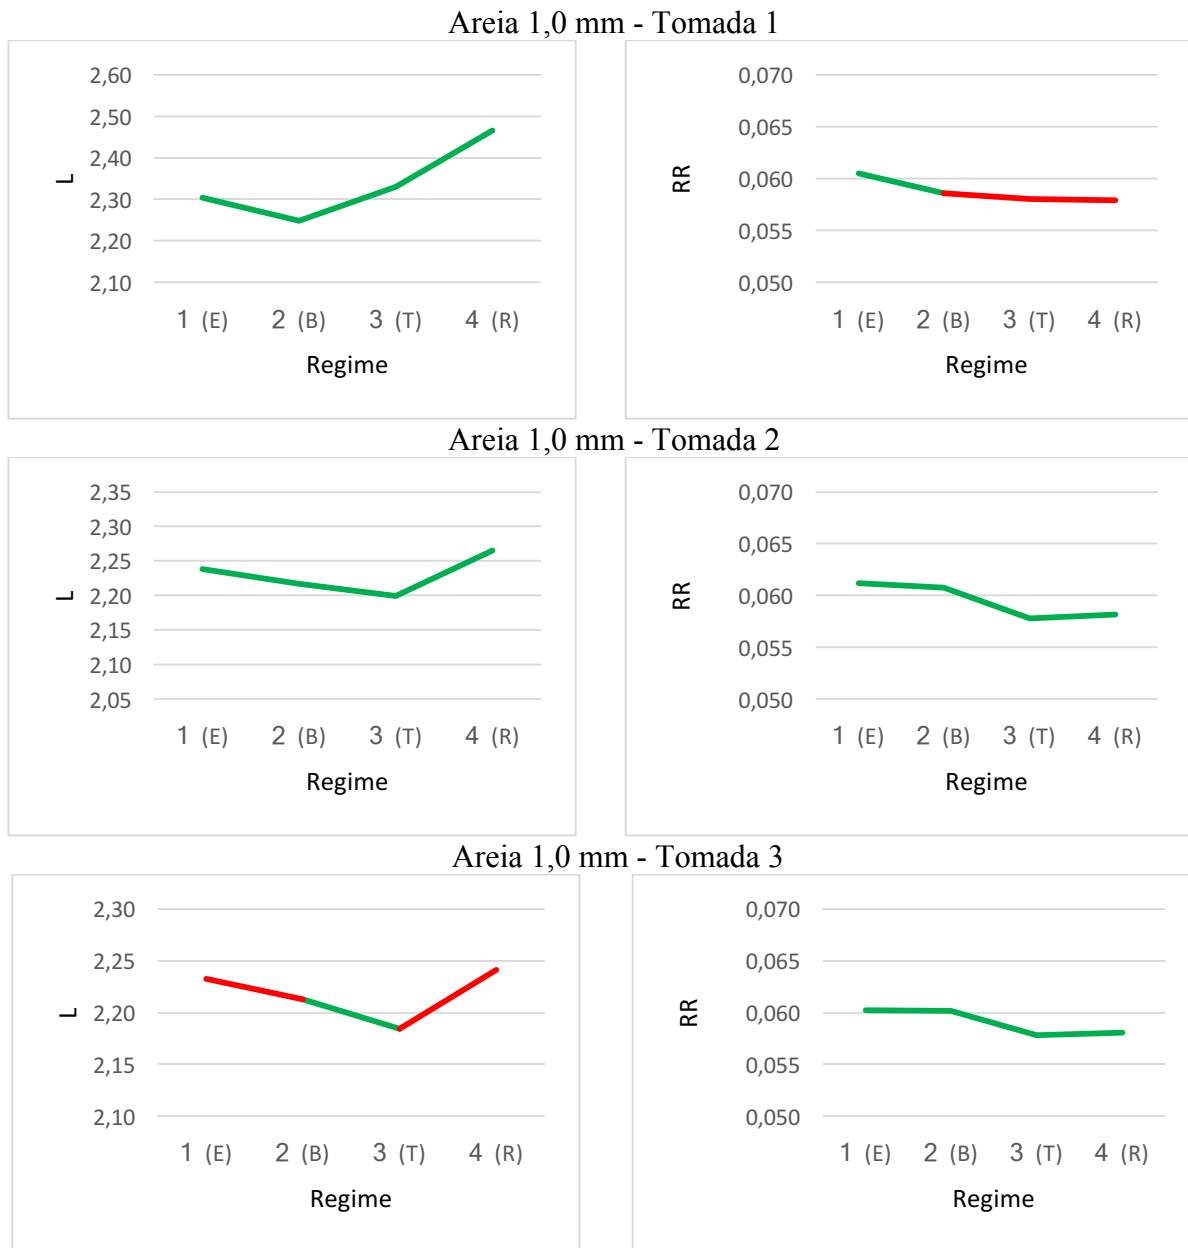 Areia 1,0 mm - Tomada 1
2,60
2,50
2,40
2,30
2,20
2,10
L
1 (E) 2 (B) 3 (T) 4 (R)
Regime
0,070
0,065
0,060
0,055
0,050
RR
1 (E) 2 (B) 3 (T) 4 (R)
Regime
Areia 1,0 mm - Tomada 2
2,35
2,30
2,25
2,20
2,15
2,10
2,05
L
1 (E) 2 (B) 3 (T) 4 (R)
Regime
0,070
0,065
0,060
0,055
0,050
RR
1 (E) 2 (B) 3 (T) 4 (R)
Regime
Areia 1,0 mm - Tomada 3
2,30
2,25
2,20
2,15
2,10
L
1 (E) 2 (B) 3 (T) 4 (R)
Regime
0,070
0,065
0,060
0,055
0,050
RR
1 (E) 2 (B) 3 (T) 4 (R)
Regime